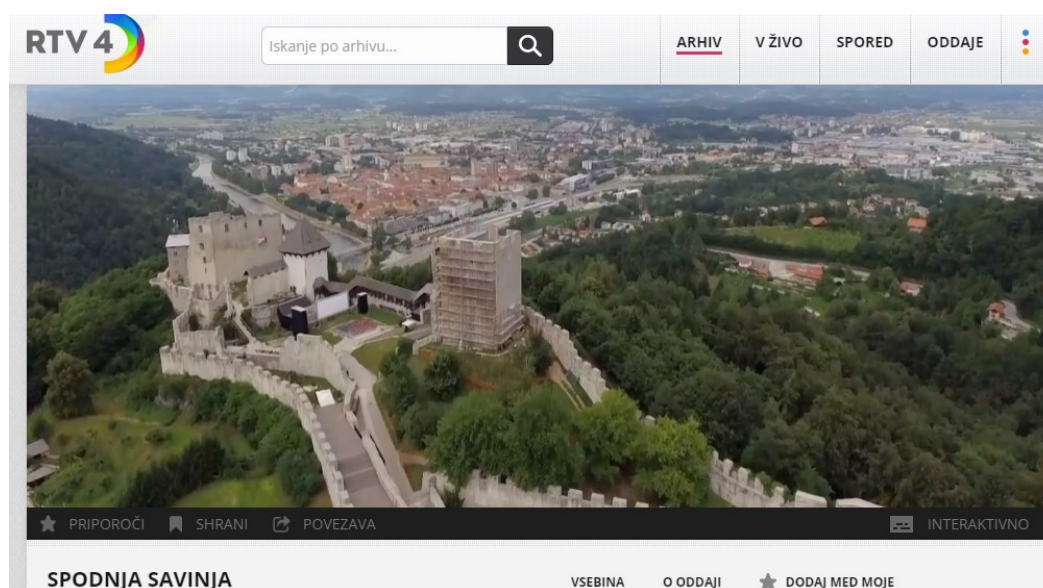 RTV 4
Iskanje po arhivu...
ARHIV
V ŽIVO
SPORED
ODDAJE
PRIPOROČI
SHRANI
POVEZAVA
INTERAKTIVNO
SPODNJA SAVINJA
VSEBINA
O ODDAJI
DODAJ MED MOJE